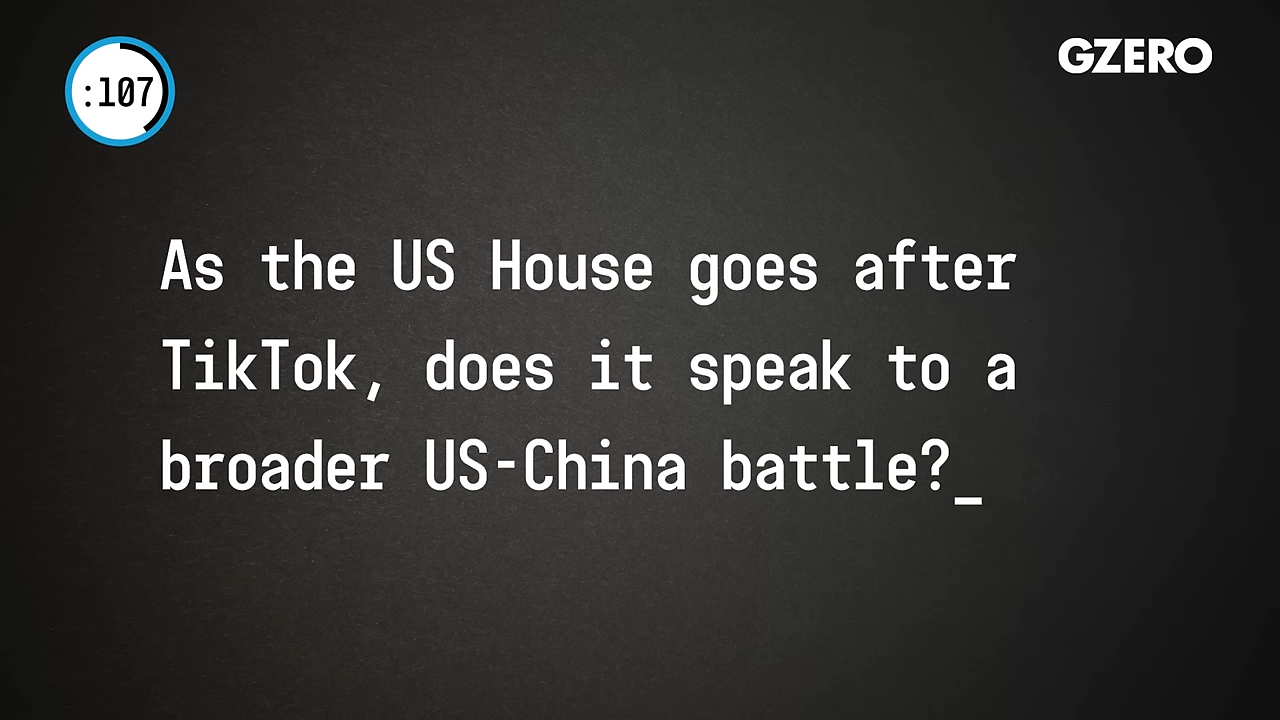 :107
GZERO
As the US House goes after
TikTok, does it speak to a
broader US-China battle?_